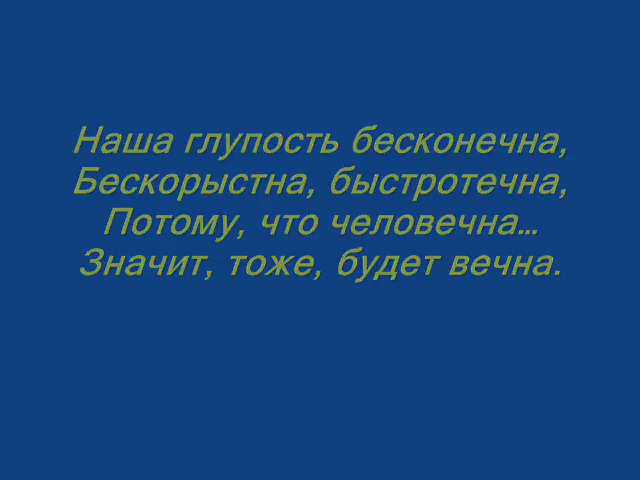 Наша глупость бесконечна,
Бескорыстна, быстротечна,
Потому, что человечна…
Значит, тоже, будет вечна.